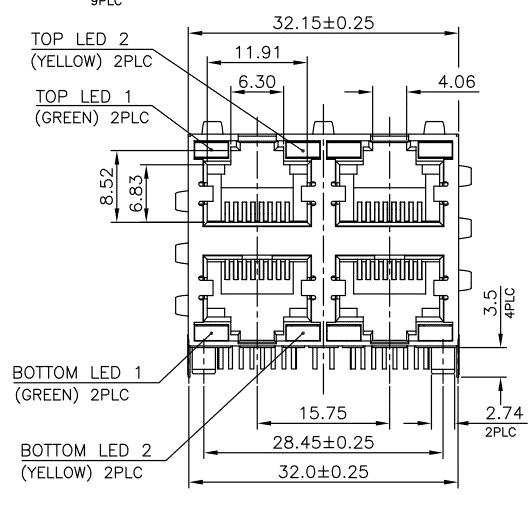 9PLC
32.15±0.25
TOP LED 2
(YELLOW) 2PLC
11.91
6.30
4.06
TOP LED 1
(GREEN) 2PLC
8.52
6.83
3.5
4PLC
BOTTOM LED 1
(GREEN) 2PLC
15.75
2.74
2PLC
28.45±0.25
BOTTOM LED 2
(YELLOW) 2PLC
32.0±0.25